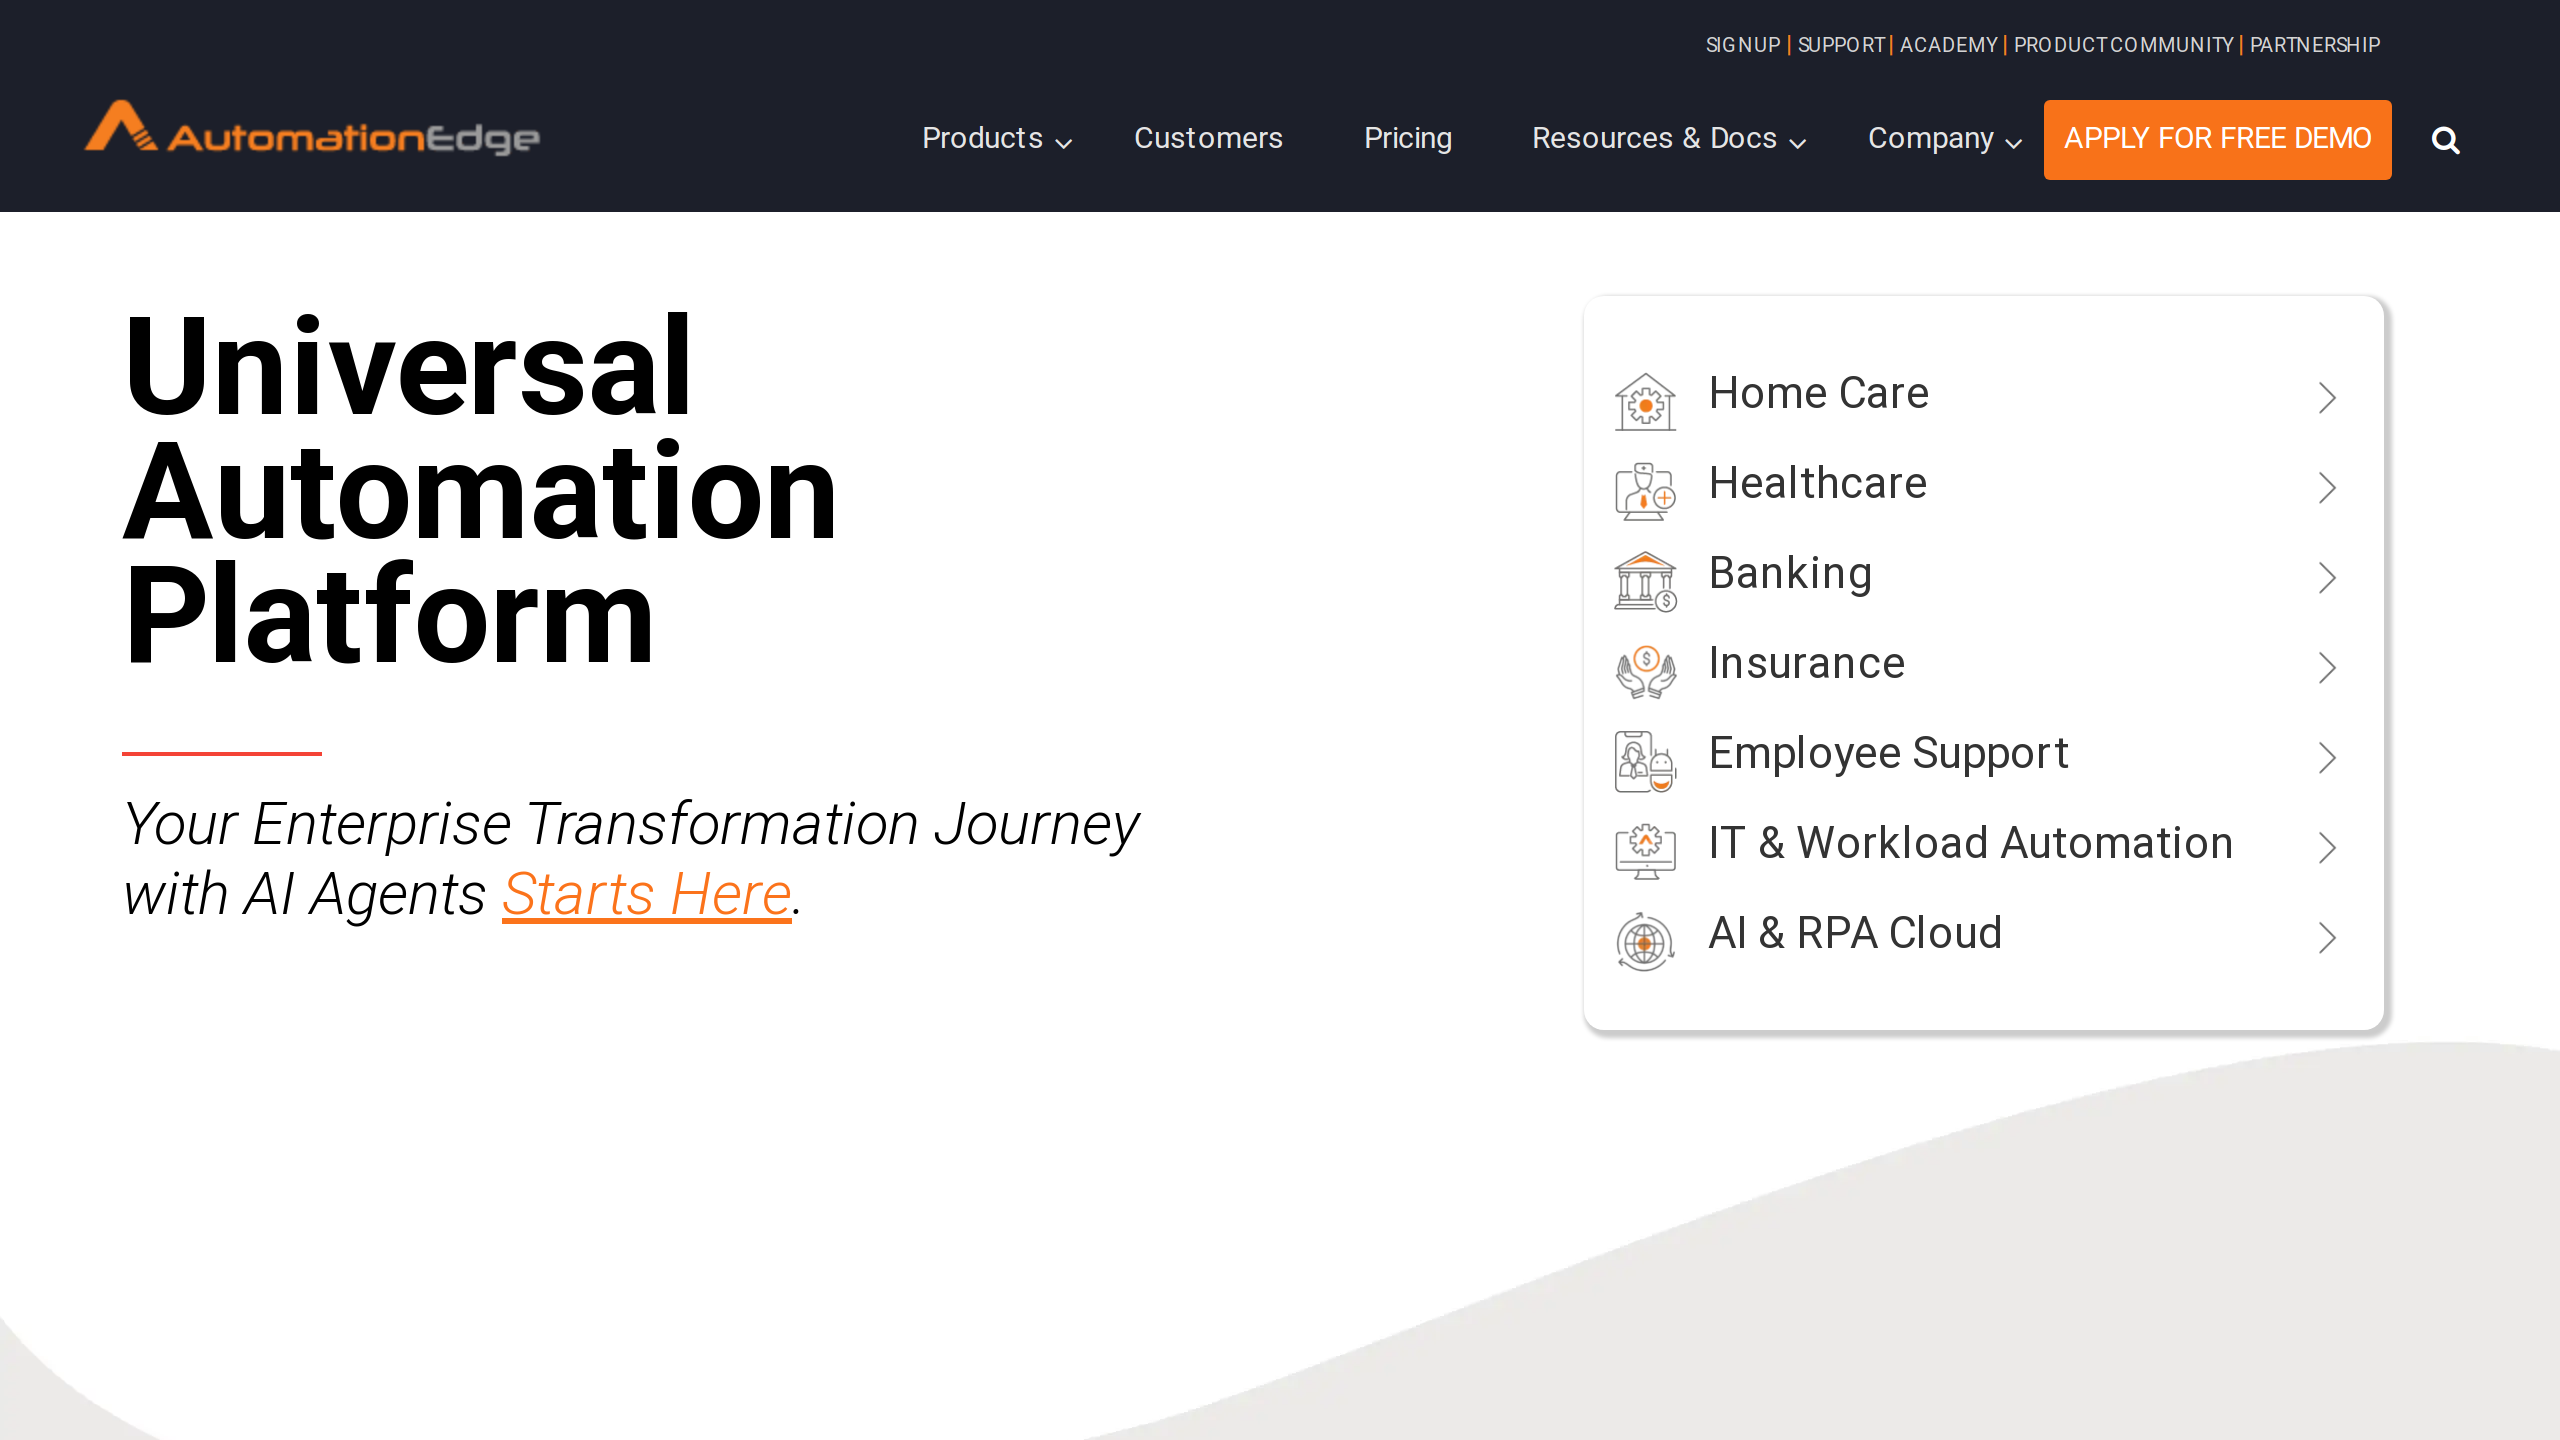 SIGNUP | SUPPORT | ACADEMY | PRODUCT COMMUNITY | PARTNERSHIP
AutomationEdge
Products Customers Pricing Resources & Docs Company APPLY FOR FREE DEMO
Universal
Automation
Platform
Your Enterprise Transformation Journey
with AI Agents Starts Here.
Home Care
Healthcare
Banking
Insurance
Employee Support
IT & Workload Automation
AI & RPA Cloud